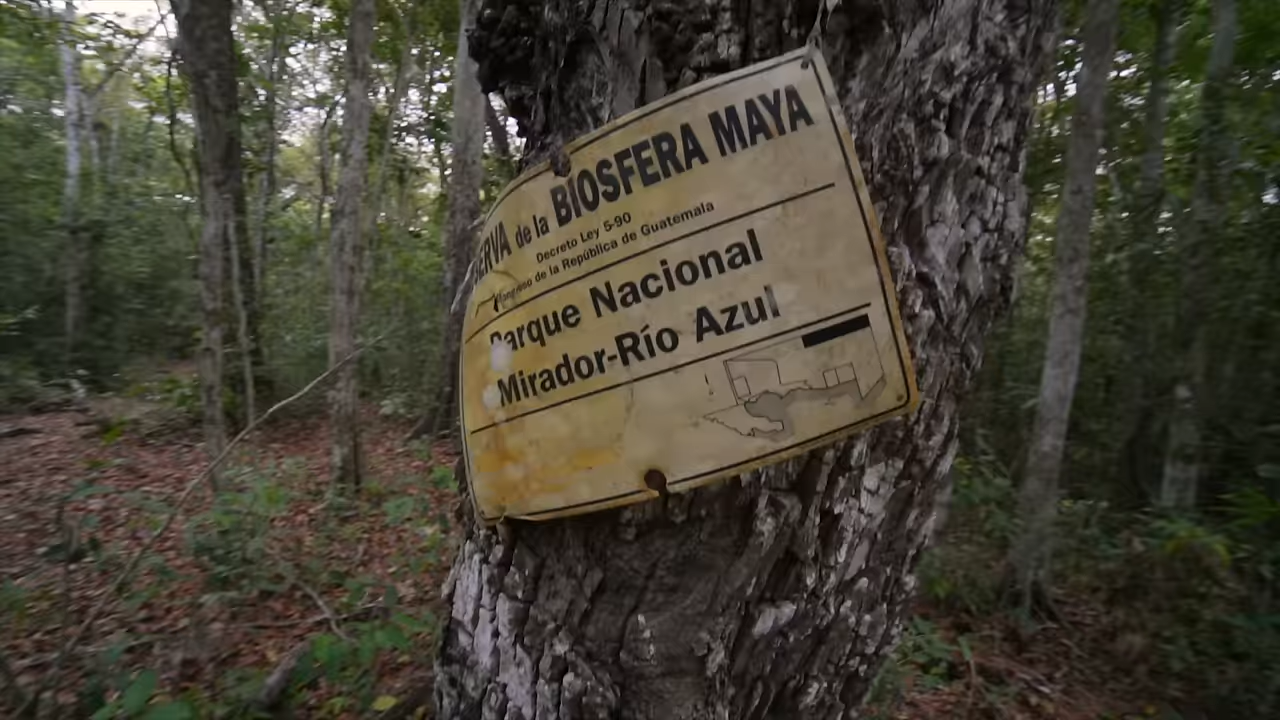 SERVA de la BIOSFERA MAYA
Decreto Ley 5-90
Congreso de la República de Guatemala
Parque Nacional
Mirador-Río Azul